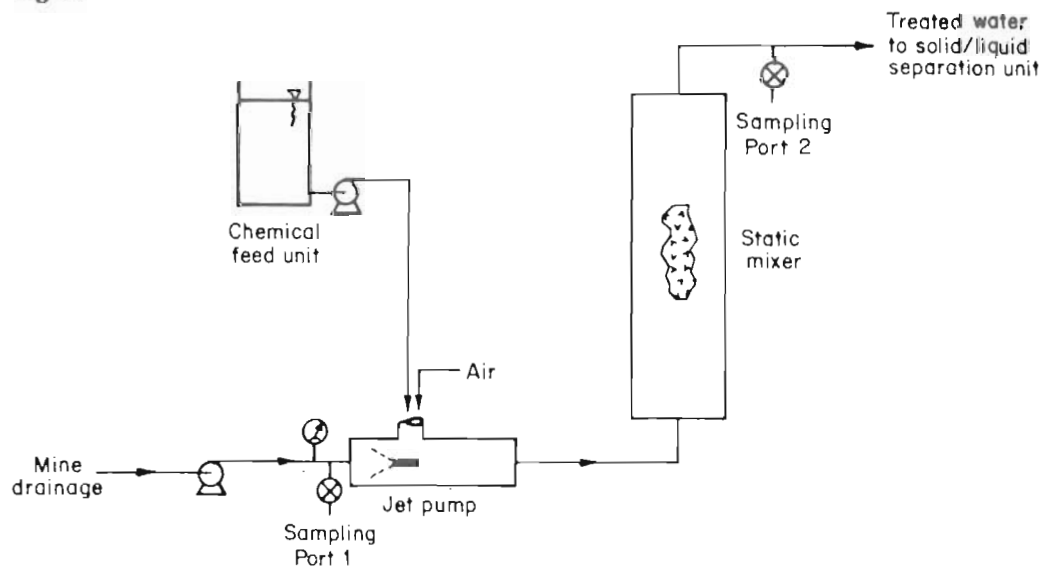 Treated water
to solid/liquid
separation unit
Sampling
Port 2
Chemical
feed unit
Static
mixer
Air
Mine
drainage
Jet pump
Sampling
Port 1